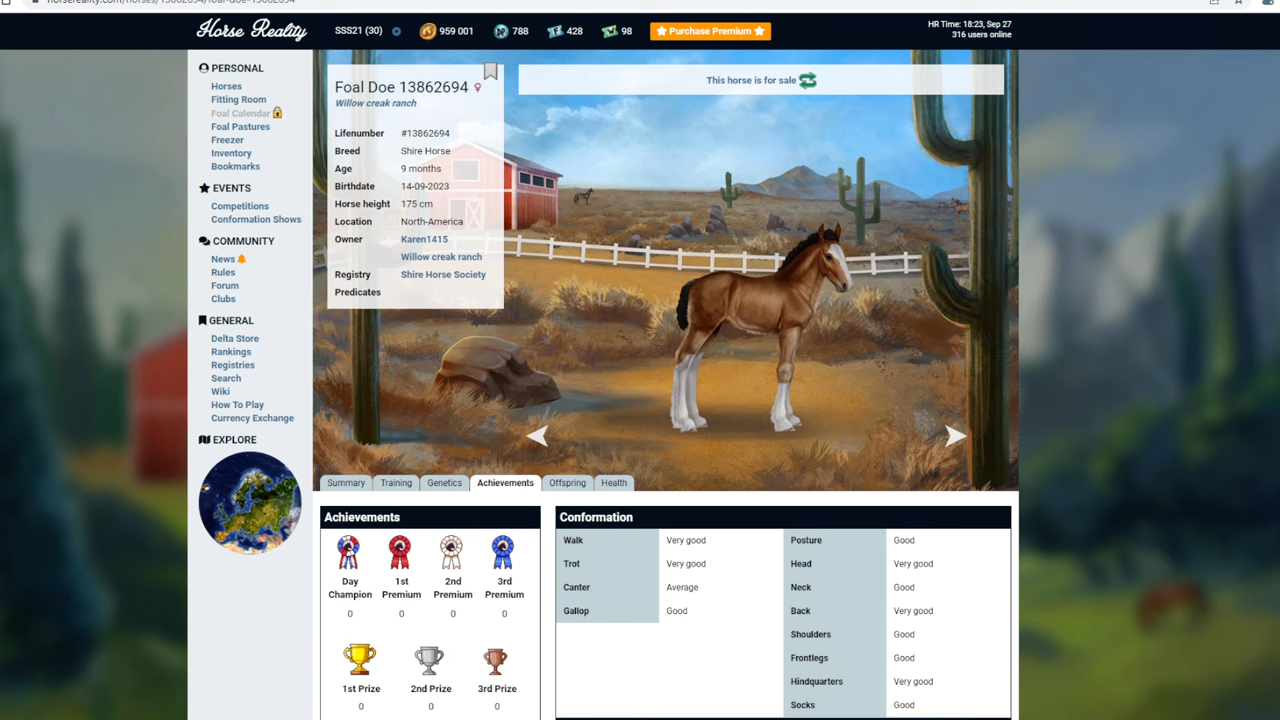 horsereality.com/horses/13862694/foal-doe-13862694
Horse Reality
SSS21 (30)
959 001
788
428
98
Purchase Premium
HR Time: 18:23, Sep 27
316 users online
PERSONAL
Horses
Fitting Room
Foal Calendar
Foal Pastures
Freezer
Inventory
Bookmarks
EVENTS
Competitions
Conformation Shows
COMMUNITY
News
Rules
Forum
Clubs
GENERAL
Delta Store
Rankings
Registries
Search
Wiki
How To Play
Currency Exchange
EXPLORE
Foal Doe 13862694
Willow creak ranch
Lifenumber #13862694
Breed Shire Horse
Age 9 months
Birthdate 14-09-2023
Horse height 175 cm
Location North-America
Owner Karen1415
Willow creak ranch
Registry Shire Horse Society
Predicates
This horse is for sale
Summary Training Genetics Achievements Offspring Health
Achievements
Day Champion 1st Premium 2nd Premium 3rd Premium
0 0 0 0
1st Prize 2nd Prize 3rd Prize
0 0 0
Conformation
Walk Very good Posture Good
Trot Very good Head Very good
Canter Average Neck Good
Gallop Good Back Very good
Shoulders Good
Frontlegs Good
Hindquarters Very good
Socks Good